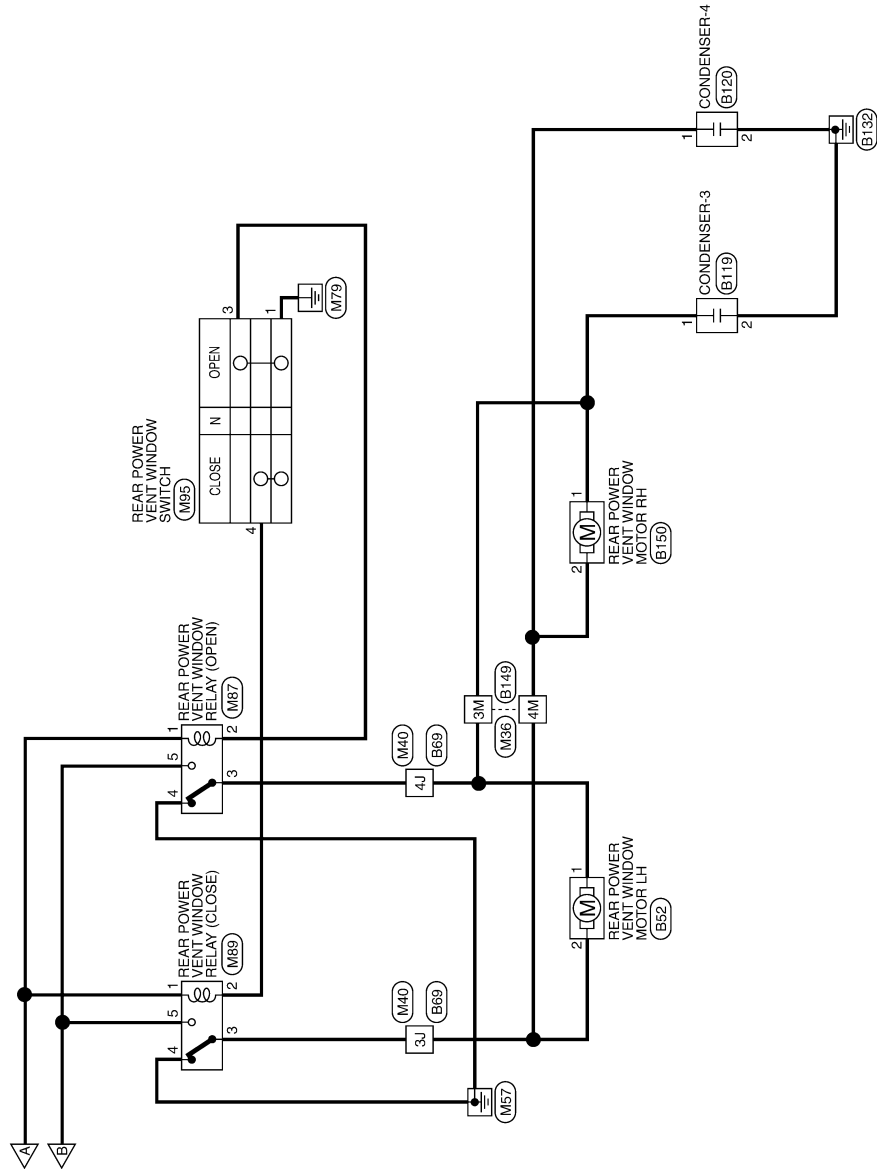 A
B
REAR POWER
VENT WINDOW
RELAY (CLOSE)
M89
1
5
4
2
3
REAR POWER
VENT WINDOW
RELAY (OPEN)
M87
1
5
4
2
3
REAR POWER
VENT WINDOW
SWITCH
M95
CLOSE
N
OPEN
4
3
1
M79
M57
M40
3J
B69
M40
4J
B69
3M
4M
M36
B149
2
M
1
REAR POWER
VENT WINDOW
MOTOR LH
B52
2
M
1
REAR POWER
VENT WINDOW
MOTOR RH
B150
CONDENSER-3
B119
1
2
CONDENSER-4
B120
1
2
B132